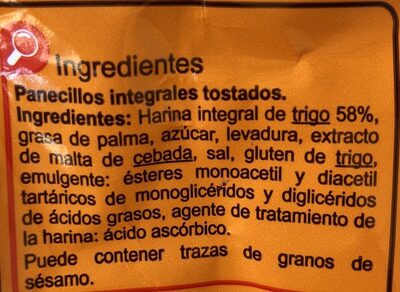 Ingredientes
Panecillos integrales tostados.
Ingredientes: Harina integral de trigo 58%,
grasa de palma, azúcar, levadura, extracto
de malta de cebada, sal, gluten de trigo,
emulgente: ésteres monoacetil y diacetil
tartáricos de monoglicéridos y diglicéridos
de ácidos grasos, agente de tratamiento de
la harina: ácido ascórbico.
Puede contener trazas de granos de
sésamo.